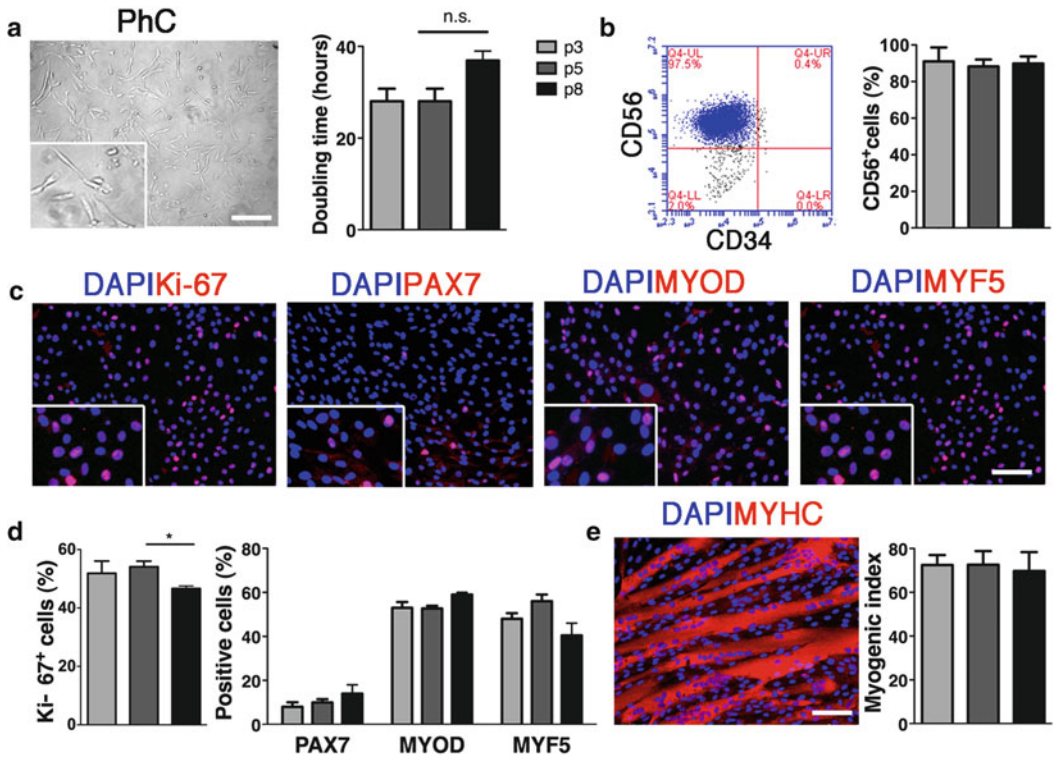 a
PhC
Doubling time (hours)
40
20
0
n.s.
p3
p5
p8
b
CD56
Q4-UL
97.5%
Q4-UR
0.4%
Q4-LL
2.0%
Q4-LR
0.0%
CD34
CD56+cells (%)
100
80
60
40
20
0
c
DAPIKi-67
DAPIPAX7
DAPIMYOD
DAPIMYF5
d
Ki- 67+ cells (%)
60
40
20
0
*
Positive cells (%)
80
60
40
20
0
PAX7 MYOD MYF5
e
DAPIMYHC
Myogenic index
80
60
40
20
0